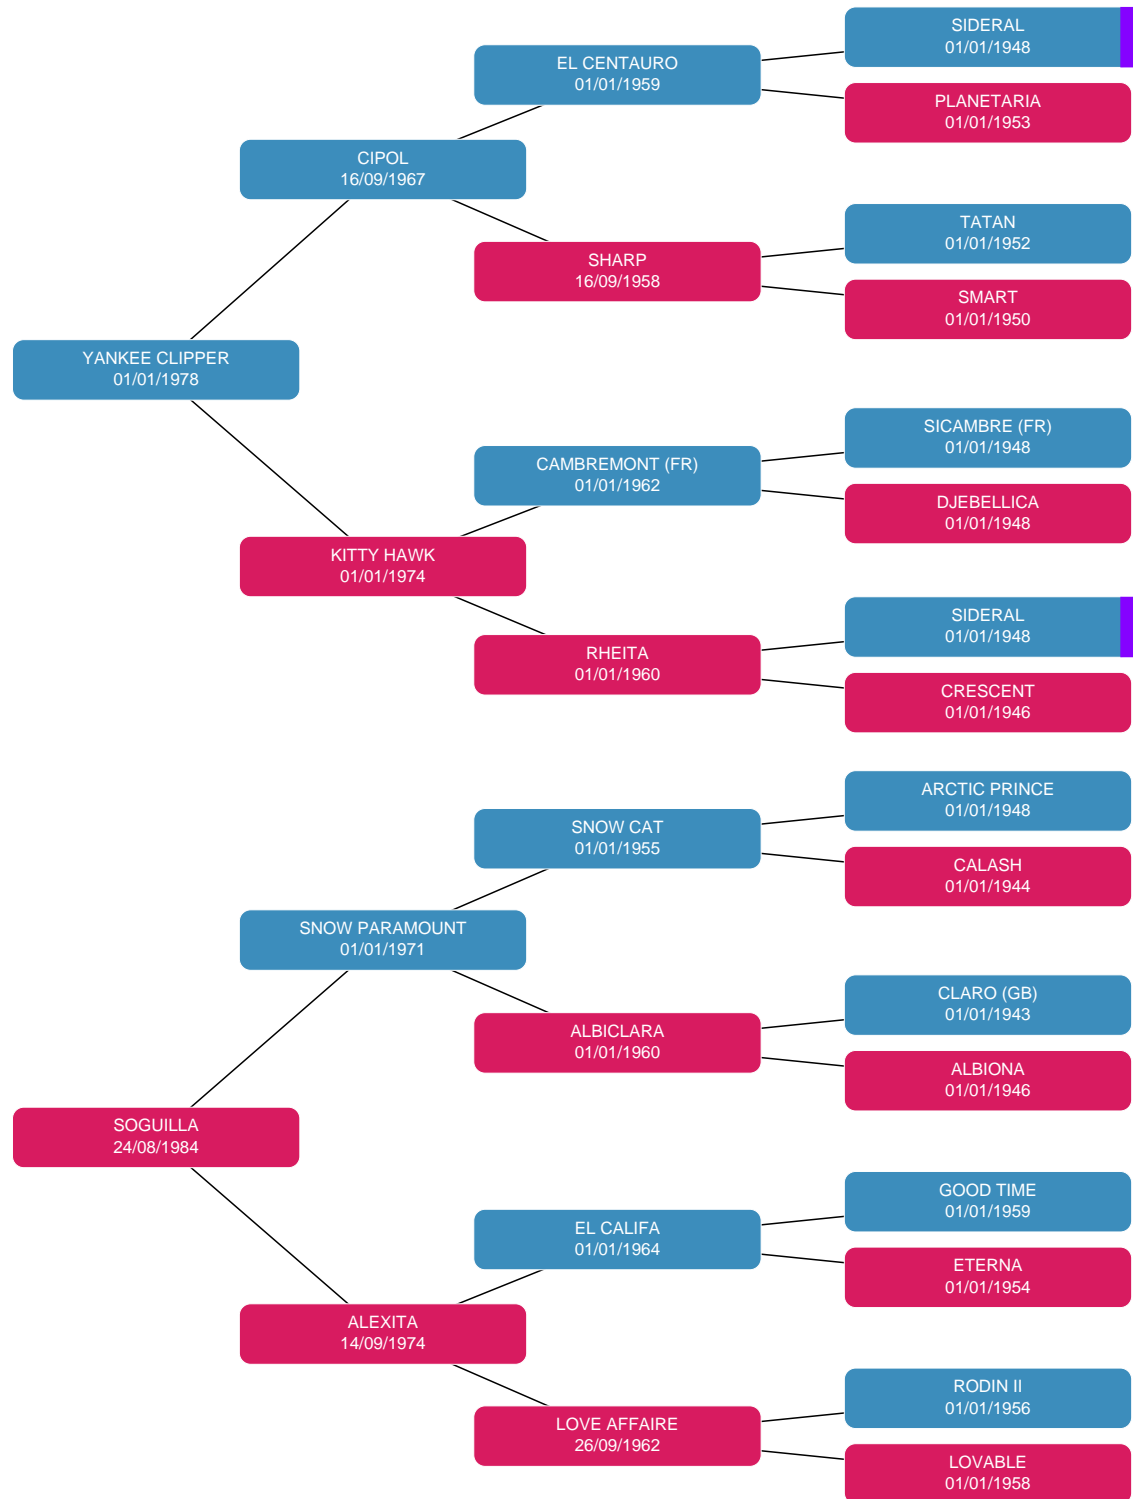 SIDERAL
01/01/1948
EL CENTAURO
01/01/1959
PLANETARIA
01/01/1953
CIPOL
16/09/1967
TATAN
01/01/1952
SHARP
16/09/1958
SMART
01/01/1950
YANKEE CLIPPER
01/01/1978
SICAMBRE (FR)
01/01/1948
CAMBREMONT (FR)
01/01/1962
DJEBELLICA
01/01/1948
KITTY HAWK
01/01/1974
SIDERAL
01/01/1948
RHEITA
01/01/1960
CRESCENT
01/01/1946
ARCTIC PRINCE
01/01/1948
SNOW CAT
01/01/1955
CALASH
01/01/1944
SNOW PARAMOUNT
01/01/1971
CLARO (GB)
01/01/1943
ALBICLARA
01/01/1960
ALBIONA
01/01/1946
SOGUILLA
24/08/1984
GOOD TIME
01/01/1959
EL CALIFA
01/01/1964
ETERNA
01/01/1954
ALEXITA
14/09/1974
RODIN II
01/01/1956
LOVE AFFAIRE
26/09/1962
LOVABLE
01/01/1958